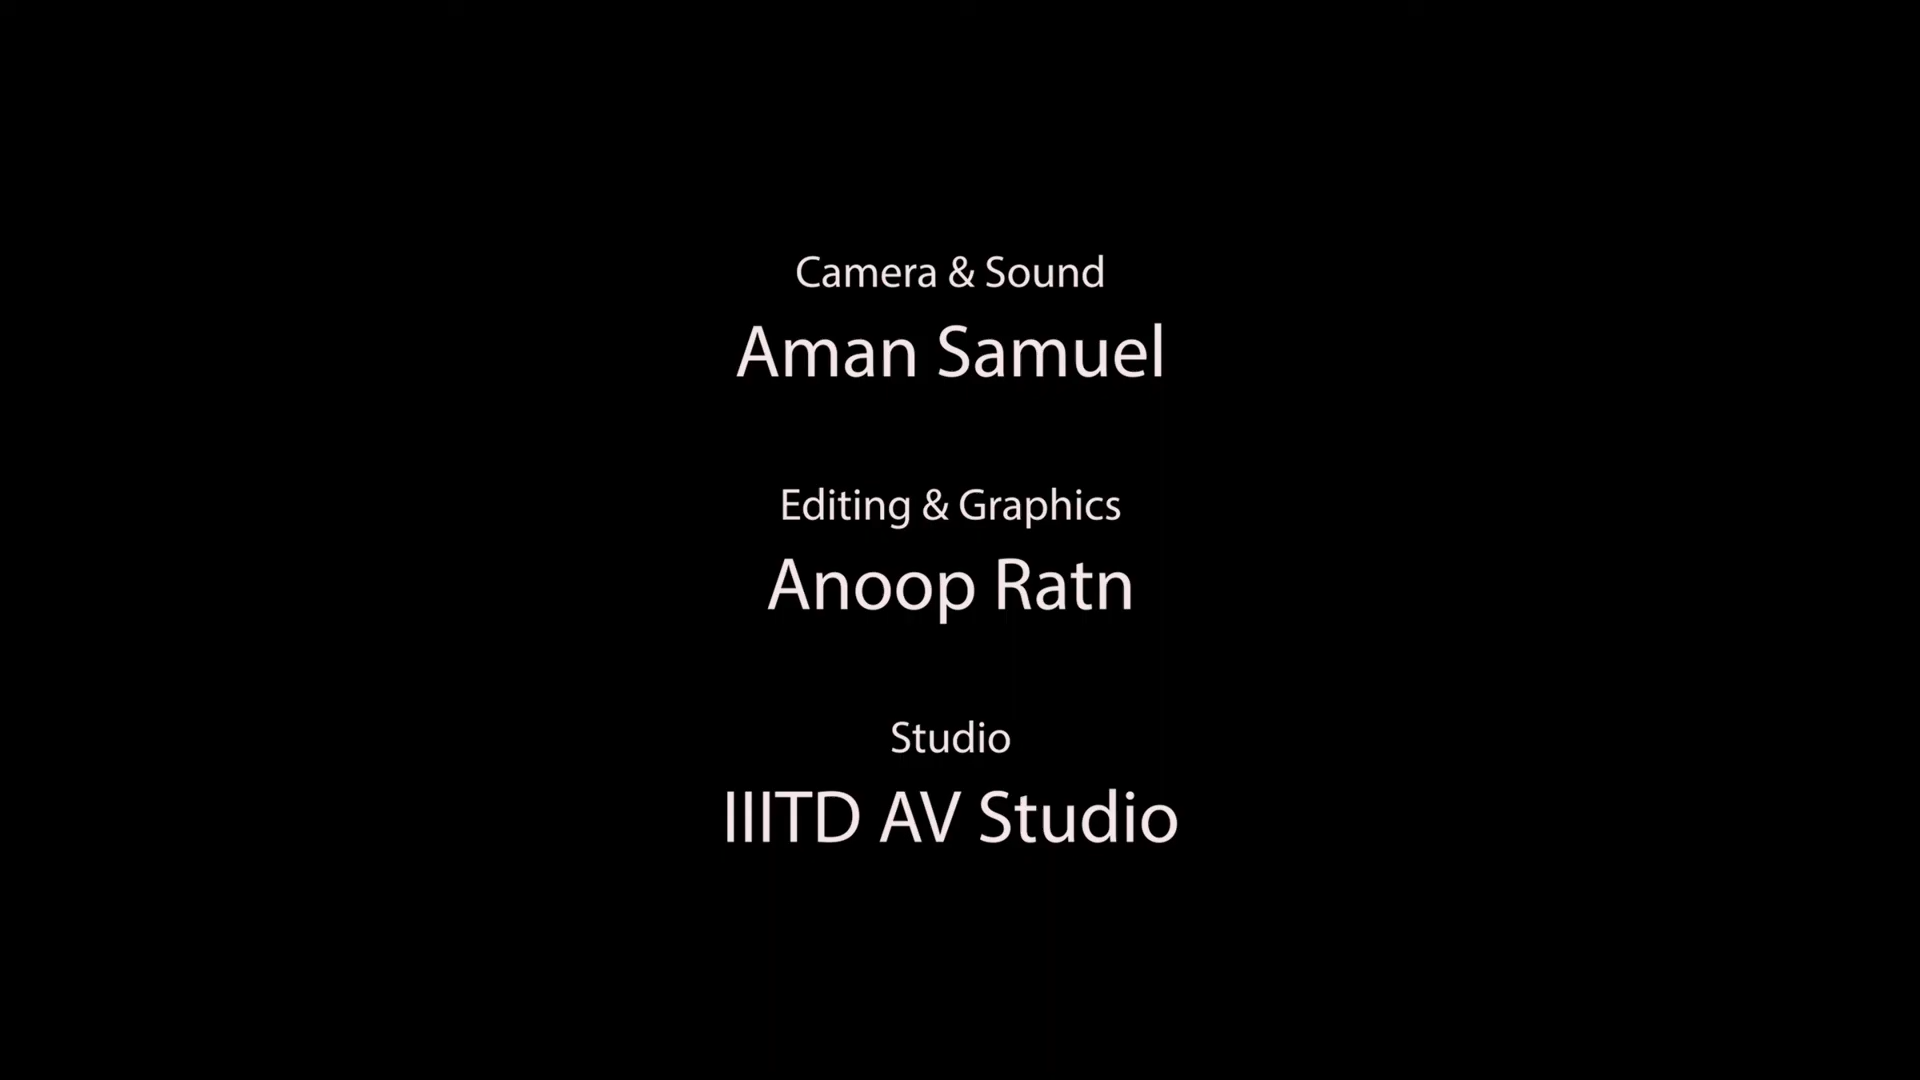 Camera & Sound
Aman Samuel
Editing & Graphics
Anoop Ratn
Studio
IIITD AV Studio